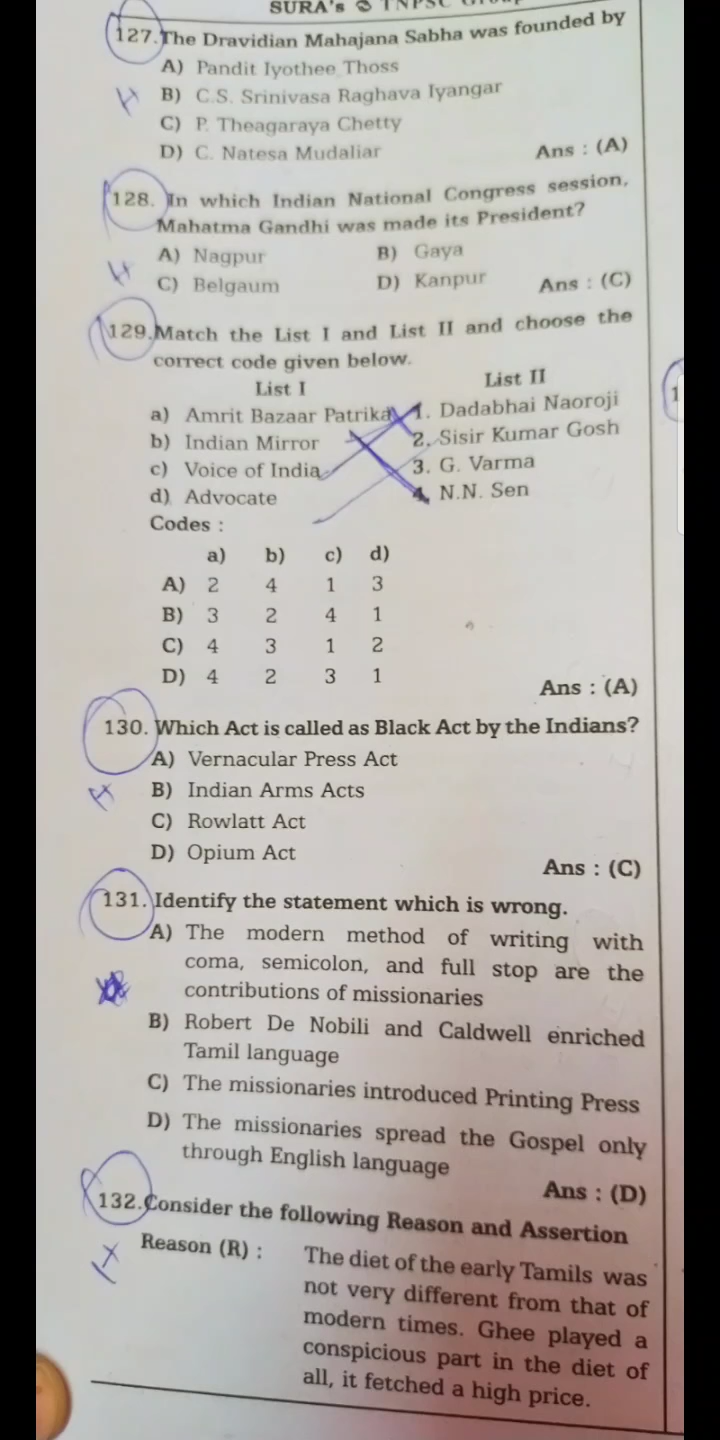 SURA's
127. The Dravidian Mahajana Sabha was founded by
A) Pandit Iyothee Thoss
B) C.S. Srinivasa Raghava Iyangar
C) P. Theagaraya Chetty
D) C. Natesa Mudaliar
Ans : (A)
128. In which Indian National Congress session,
Mahatma Gandhi was made its President?
A) Nagpur B) Gaya
C) Belgaum D) Kanpur Ans : (C)
129. Match the List I and List II and choose the
correct code given below.
List I List II
a) Amrit Bazaar Patrika 1. Dadabhai Naoroji
b) Indian Mirror 2. Sisir Kumar Gosh
c) Voice of India 3. G. Varma
d) Advocate 4. N.N. Sen
Codes :
a) b) c) d)
A) 2 4 1 3
B) 3 2 4 1
C) 4 3 1 2
D) 4 2 3 1
Ans : (A)
130. Which Act is called as Black Act by the Indians?
A) Vernacular Press Act
B) Indian Arms Acts
C) Rowlatt Act
D) Opium Act
Ans : (C)
131. Identify the statement which is wrong.
A) The modern method of writing with
coma, semicolon, and full stop are the
contributions of missionaries
B) Robert De Nobili and Caldwell enriched
Tamil language
C) The missionaries introduced Printing Press
D) The missionaries spread the Gospel only
through English language
Ans : (D)
132. Consider the following Reason and Assertion
Reason (R) : The diet of the early Tamils was
not very different from that of
modern times. Ghee played a
conspicious part in the diet of
all, it fetched a high price.